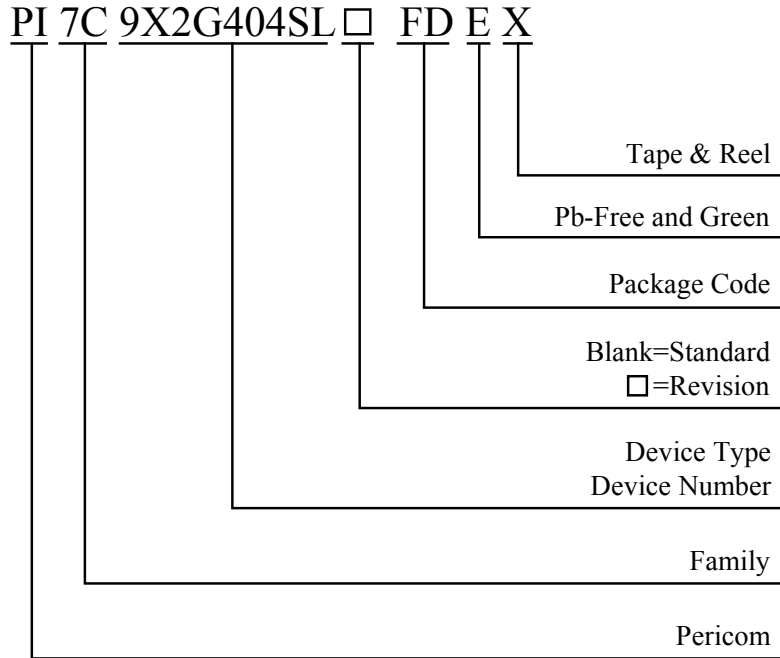 PI 7C 9X2G404SL□ FD E X
Tape & Reel
Pb-Free and Green
Package Code
Blank=Standard
□=Revision
Device Type
Device Number
Family
Pericom